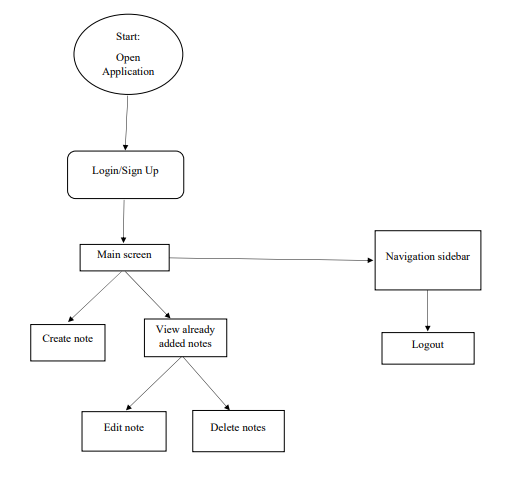 Start:
Open
Application
Login/Sign Up
Main screen
Navigation sidebar
Create note
View already
added notes
Logout
Edit note
Delete notes